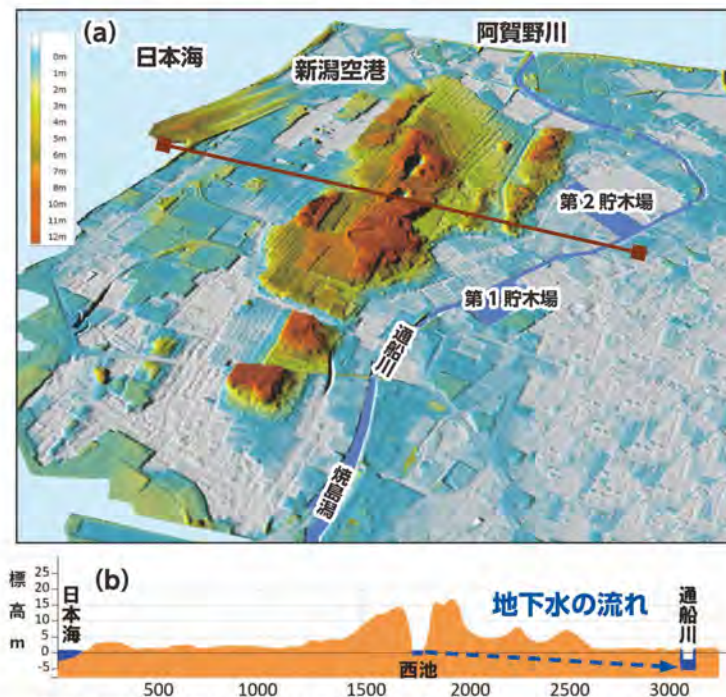 (a)
日本海
新潟空港
阿賀野川
0m
1m
2m
3m
4m
5m
6m
7m
8m
9m
10m
11m
12m
第2貯木場
第1貯木場
通船川
焼島潟
(b)
標高 m
25
20
15
10
5
0
-5
日本海
地下水の流れ
通船川
西池
500
1000
1500
2000
2500
3000